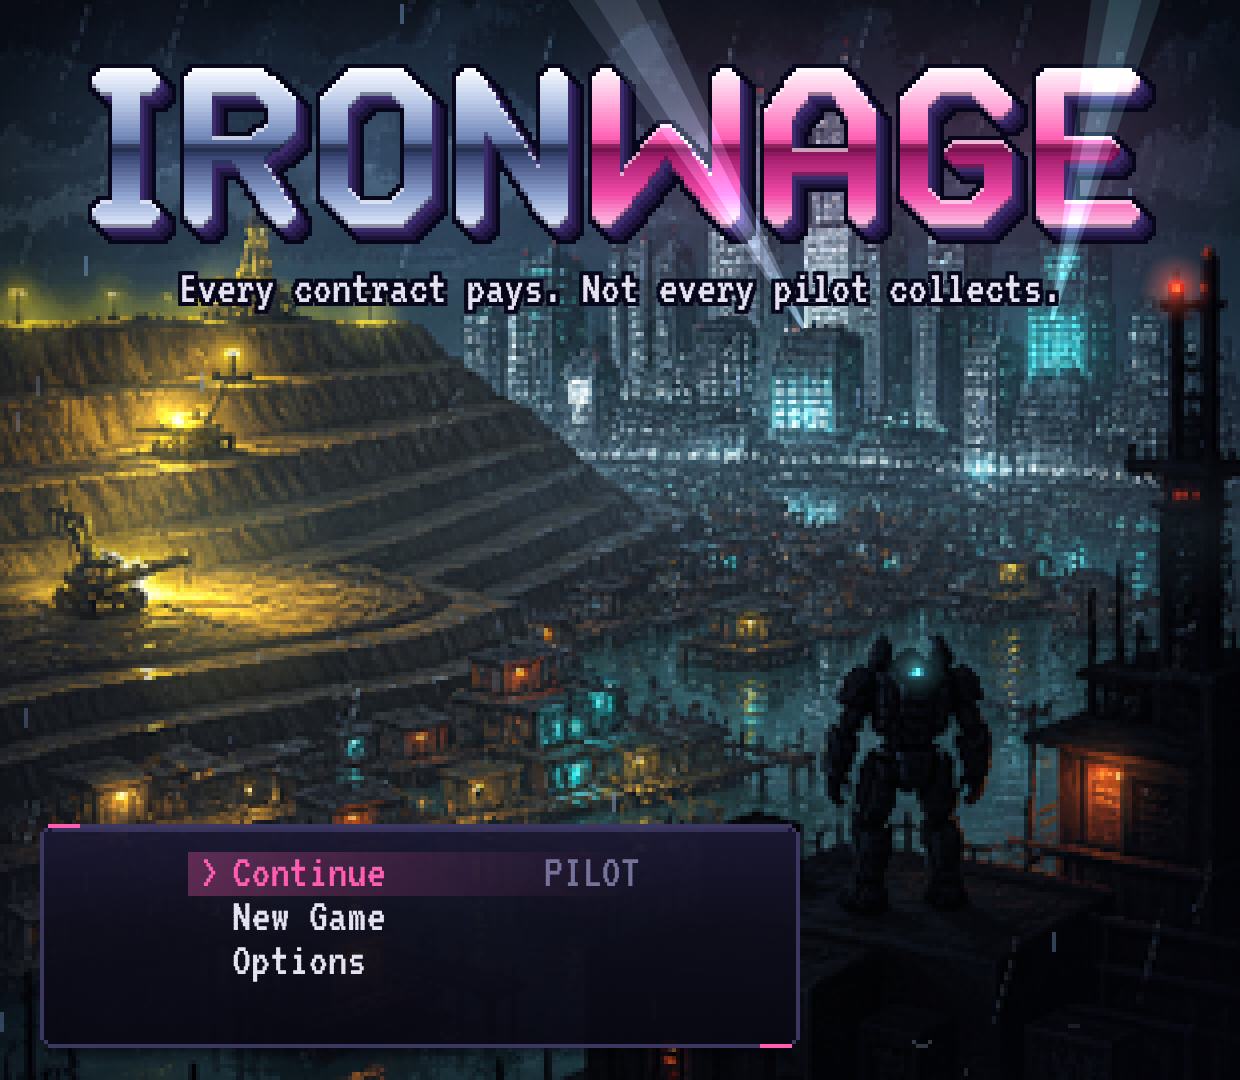 IRONWAGE
Every contract pays. Not every pilot collects.
> Continue PILOT
New Game
Options